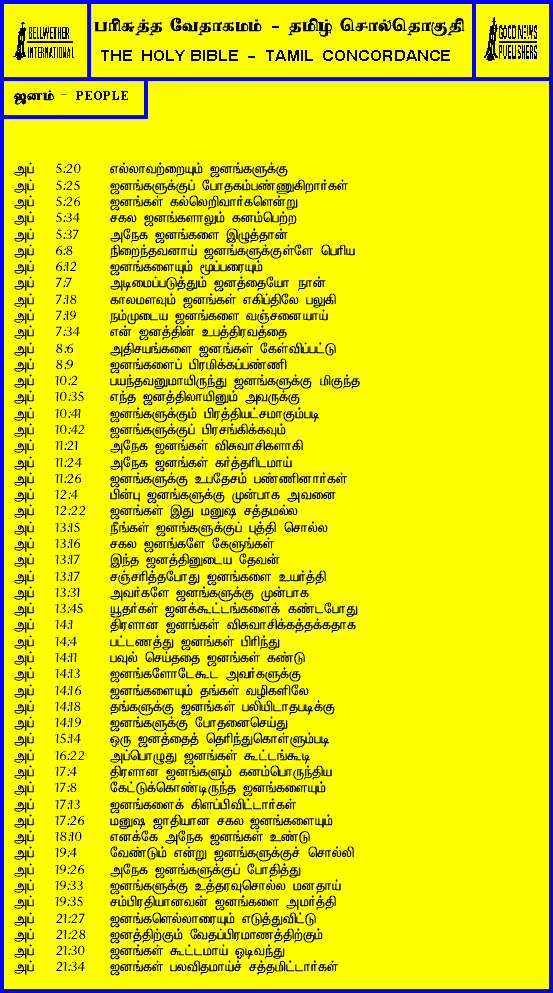 BELLWETHER
INTERNATIONAL
பரிசுத்த வேதாகமம் - தமிழ் சொல்தொகுதி
THE HOLY BIBLE - TAMIL CONCORDANCE
GOOD NEWS
PUBLISHERS
ஜனம் - PEOPLE
அப் 5:20 எல்லாவற்றையும் ஜனங்களுக்கு
அப் 5:25 ஜனங்களுக்குப் போதகம்பண்ணுகிறார்கள்
அப் 5:26 ஜனங்கள் கல்லெறிவார்களென்று
அப் 5:34 சகல ஜனங்களாலும் கனம்பெற்ற
அப் 5:37 அநேக ஜனங்களை இழுத்தான்
அப் 6:8 நிறைந்தவனாய் ஜனங்களுக்குள்ளே பெரிய
அப் 6:12 ஜனங்களையும் மூப்பரையும்
அப் 7:7 அடிமைப்படுத்தும் ஜனத்தையோ நான்
அப் 7:18 காலமளவும் ஜனங்கள் எகிப்திலே பலுகி
அப் 7:19 நம்முடைய ஜனங்களை வஞ்சனையாய்
அப் 7:34 என் ஜனத்தின் உபத்திரவத்தை
அப் 8:6 அதிசயங்களை ஜனங்கள் கேள்விப்பட்டு
அப் 8:9 ஜனங்களைப் பிரமிக்கப்பண்ணி
அப் 10:2 பயந்தவனுமாயிருந்து ஜனங்களுக்கு மிகுந்த
அப் 10:35 எந்த ஜனத்திலாயினும் அவருக்கு
அப் 10:41 ஜனங்களுக்கும் பிரத்தியட்சமாகும்படி
அப் 10:42 ஜனங்களுக்குப் பிரசங்கிக்கவும்
அப் 11:21 அநேக ஜனங்கள் விசுவாசிகளாகி
அப் 11:24 அநேக ஜனங்கள் கர்த்தரிடமாய்
அப் 11:26 ஜனங்களுக்கு உபதேசம் பண்ணினார்கள்
அப் 12:4 பின்பு ஜனங்களுக்கு முன்பாக அவனை
அப் 12:22 ஜனங்கள் இது மனுஷ சத்தமல்ல
அப் 13:15 நீங்கள் ஜனங்களுக்குப் புத்தி சொல்ல
அப் 13:16 சகல ஜனங்களே கேளுங்கள்
அப் 13:17 இந்த ஜனத்தினுடைய தேவன்
அப் 13:17 சஞ்சரித்தபோது ஜனங்களை உயர்த்தி
அப் 13:31 அவர்களே ஜனங்களுக்கு முன்பாக
அப் 13:45 யூதர்கள் ஜனக்கூட்டங்களைக் கண்டபோது
அப் 14:1 திரளான ஜனங்கள் விசுவாசிக்கத்தக்கதாக
அப் 14:4 பட்டணத்து ஜனங்கள் பிரிந்து
அப் 14:11 பவுல் செய்ததை ஜனங்கள் கண்டு
அப் 14:13 ஜனங்களோடேகூட அவர்களுக்கு
அப் 14:16 ஜனங்களையும் தங்கள் வழிகளிலே
அப் 14:18 தங்களுக்கு ஜனங்கள் பலியிடாதபடிக்கு
அப் 14:19 ஜனங்களுக்கு போதனைசெய்து
அப் 15:14 ஒரு ஜனத்தைத் தெரிந்துகொள்ளும்படி
அப் 16:22 அப்பொழுது ஜனங்கள் கூட்டங்கூடி
அப் 17:4 திரளான ஜனங்களும் கனம்பொருந்திய
அப் 17:8 கேட்டுக்கொண்டிருந்த ஜனங்களையும்
அப் 17:13 ஜனங்களைக் கிளப்பிவிட்டார்கள்
அப் 17:26 மனுஷ ஜாதியான சகல ஜனங்களையும்
அப் 18:10 எனக்கே அநேக ஜனங்கள் உண்டு
அப் 19:4 வேண்டும் என்று ஜனங்களுக்குச் சொல்லி
அப் 19:26 அநேக ஜனங்களுக்குப் போதித்து
அப் 19:33 ஜனங்களுக்கு உத்தரவுசொல்ல மனதாய்
அப் 19:35 சம்பிரதியானவன் ஜனங்களை அமர்த்தி
அப் 21:27 ஜனங்களெல்லாரையும் எடுத்துவிட்டு
அப் 21:28 ஜனத்திற்கும் வேதப்பிரமாணத்திற்கும்
அப் 21:30 ஜனங்கள் கூட்டமாய் ஓடிவந்து
அப் 21:34 ஜனங்கள் பலவிதமாய்ச் சத்தமிட்டார்கள்